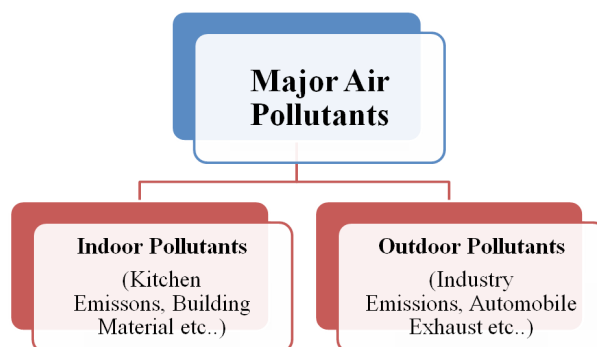 Major Air
Pollutants
Indoor Pollutants
(Kitchen
Emissons, Building
Material etc..)
Outdoor Pollutants
(Industry
Emissions, Automobile
Exhaust etc..)